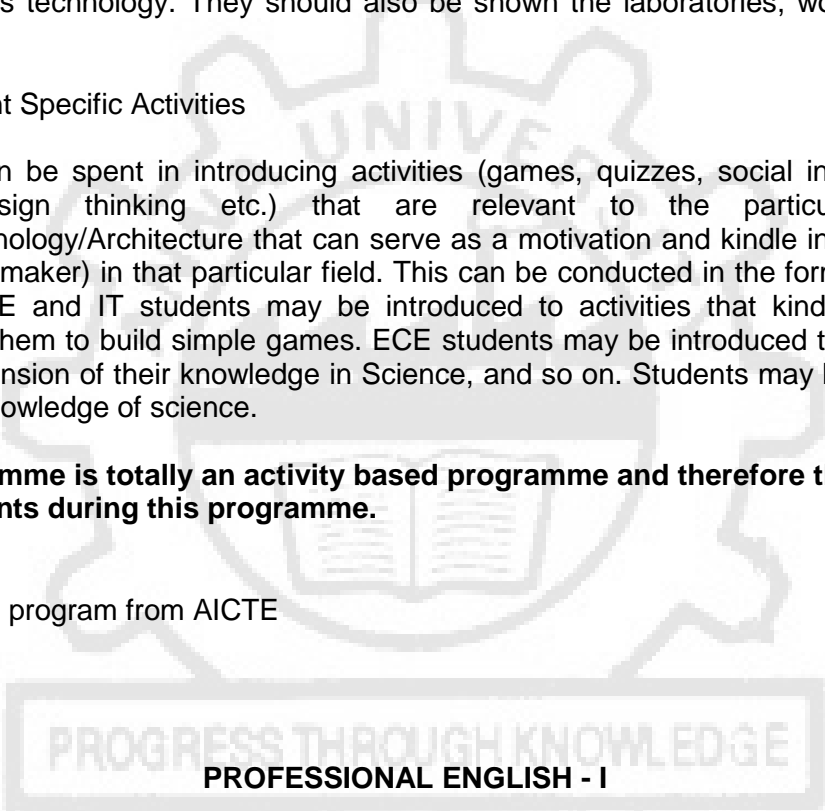 s technology. They should also be shown the laboratories, wo
t Specific Activities
UNIVE
n be spent in introducing activities (games, quizzes, social in
sign thinking etc.) that are relevant to the particu
nology/Architecture that can serve as a motivation and kindle in
maker) in that particular field. This can be conducted in the forr
E and IT students may be introduced to activities that kind
hem to build simple games. ECE students may be introduced t
nsion of their knowledge in Science, and so on. Students may
owledge of science.
mme is totally an activity based programme and therefore t
nts during this programme.
program from AICTE
PROGRESS THROUGH KNOWLEDGE
PROFESSIONAL ENGLISH - I